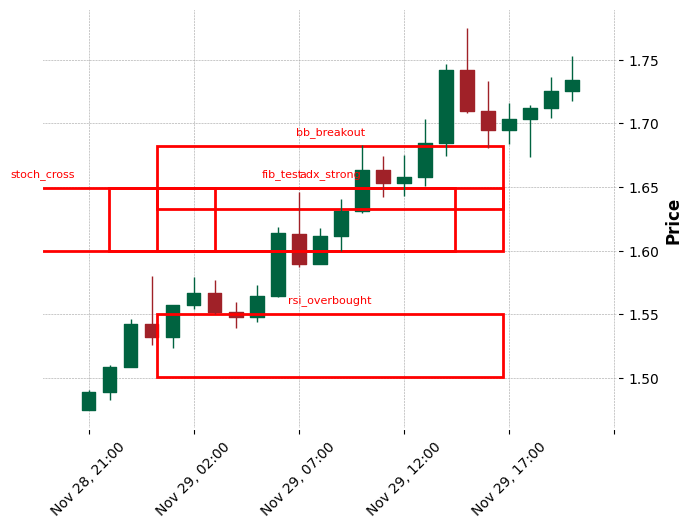 1.75
1.70
bb_breakout
stoch_cross
fib_test
adx_strong
1.65
1.60
Price
rsi_overbought
1.55
1.50
Nov 28, 21:00
Nov 29, 02:00
Nov 29, 07:00
Nov 29, 12:00
Nov 29, 17:00